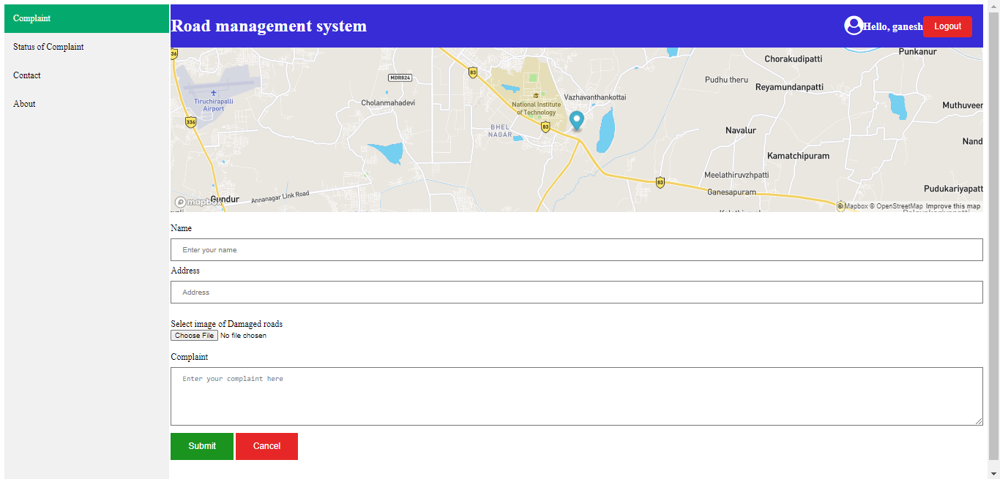 Complaint
Status of Complaint
Contact
About
Road management system
Hello, ganesh
Logout
36
Tiruchirapalli
Airport
336
MDR824
83
Cholanmahadevi
National Institute
of Technology
Vazhavanthankottai
BHEL
NAGAR
83
Chorakudipatti
Punkanur
Pudhu theru
Reyamundanpatti
Muthuveer
Navalur
Nand
Kamatchipuram
Meelathiruvzhpatti
83
Ganesapuram
Pudukariyapatt
Gundur
Annanagar Link Road
mapbox
© Mapbox © OpenStreetMap Improve this map
Name
Enter your name
Address
Address
Select image of Damaged roads
Choose File No file chosen
Complaint
Enter your complaint here
Submit
Cancel